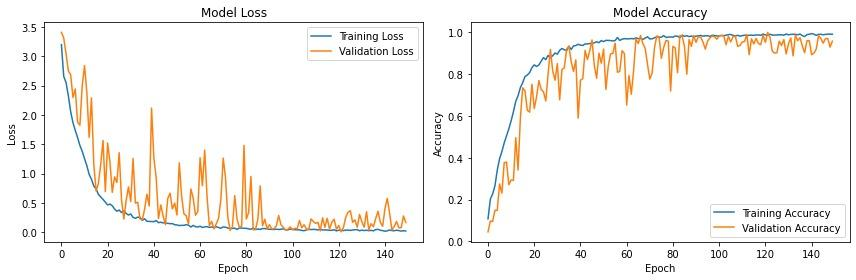 Model Loss
3.5
3.0
2.5
2.0
1.5
1.0
0.5
0.0
Loss
0 20 40 60 80 100 120 140
Epoch
Training Loss
Validation Loss
Model Accuracy
1.0
0.8
0.6
0.4
0.2
0.0
Accuracy
0 20 40 60 80 100 120 140
Epoch
Training Accuracy
Validation Accuracy